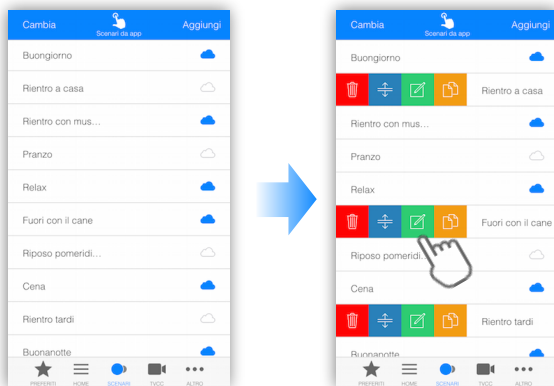 Cambia
Scenari da app
Aggiungi
Buongiorno
Rientro a casa
Rientro con mus...
Pranzo
Relax
Fuori con il cane
Riposo pomeridi...
Cena
Rientro tardi
Buonanotte
PREFERITI HOME SCENARI TVCC ALTRO
Cambia
Scenari da app
Aggiungi
Buongiorno
Rientro a casa
Rientro con mus...
Pranzo
Relax
Fuori con il cane
Riposo pomeridi...
Cena
Rientro tardi
Buonanotte
PREFERITI HOME SCENARI TVCC ALTRO